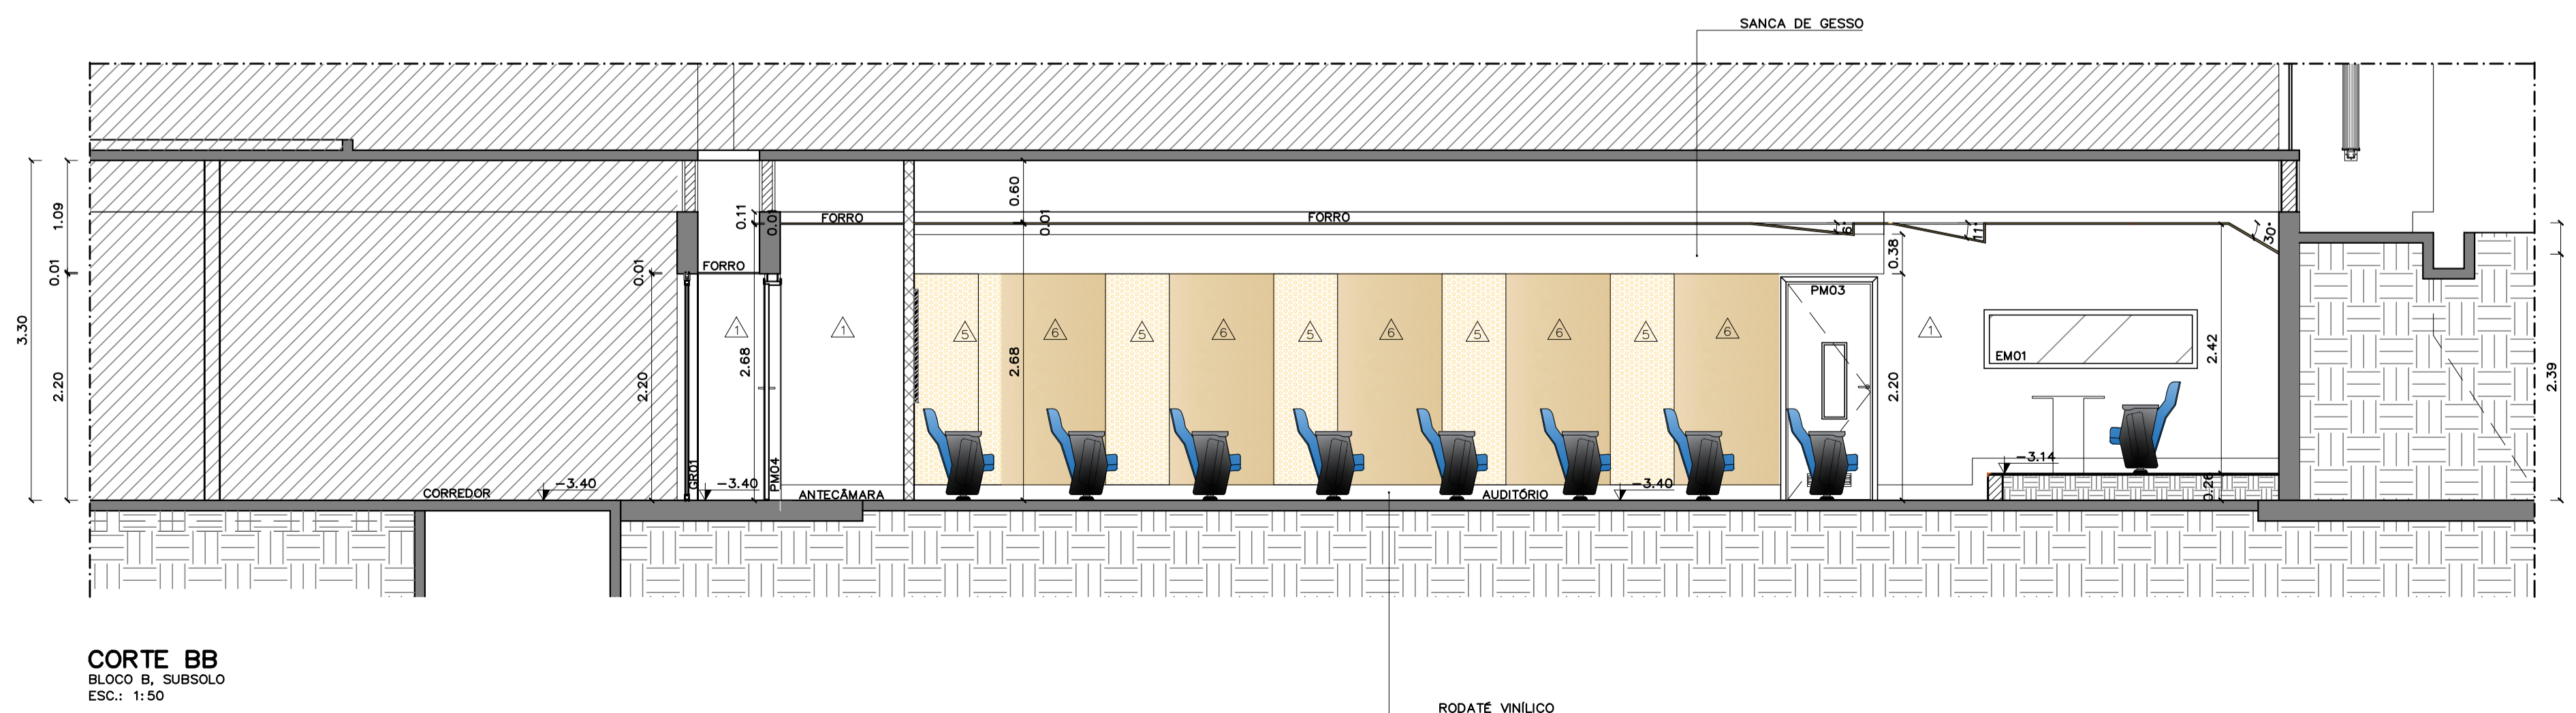 SANCA DE GESSO
3.30
1.09
0.01
2.20
CORREDOR
-3.40
0.01
2.20
GR01
FORRO
0.11
0.01
1
2.68
-3.40
PM04
FORRO
1
ANTECÂMARA
0.60
0.01
2.68
FORRO
5
6
5
6
5
6
5
6
5
6
AUDITÓRIO
-3.40
6°
11°
30°
0.38
PM03
2.20
1
EM01
2.42
-3.14
0.26
2.39
CORTE BB
BLOCO B, SUBSOLO
ESC.: 1:50
RODATÉ VINÍLICO